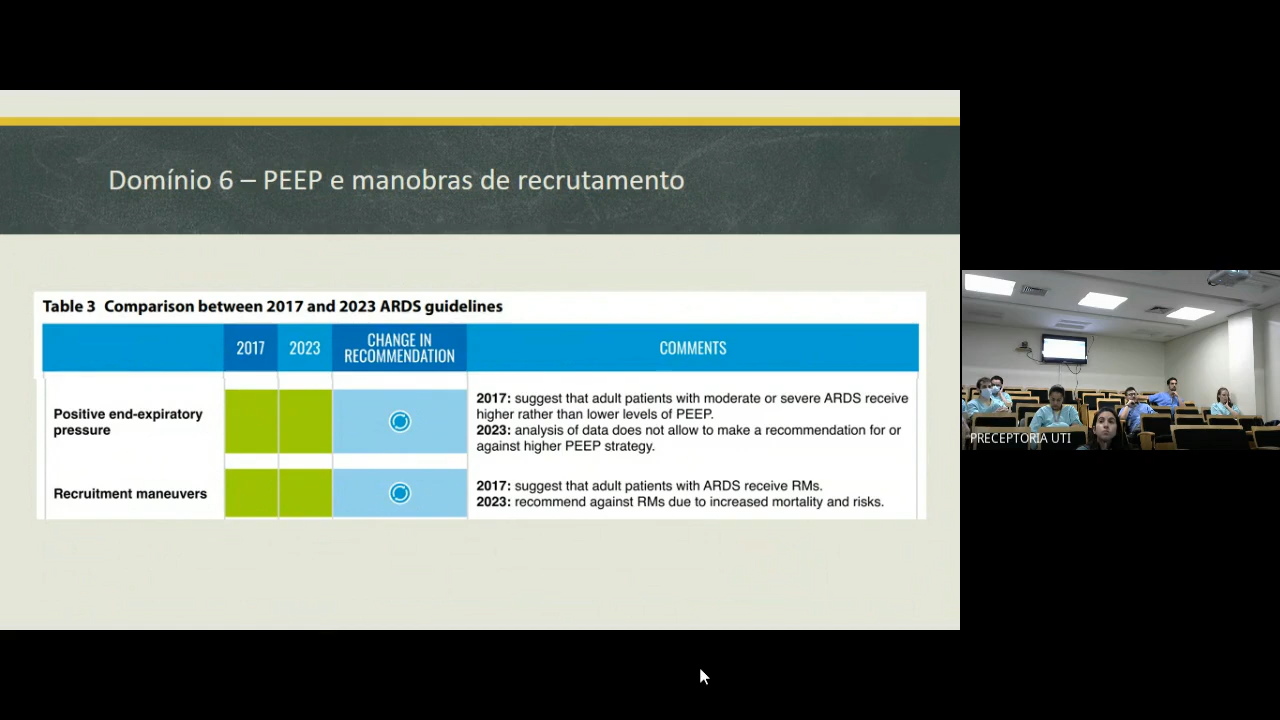 Domínio 6 – PEEP e manobras de recrutamento
Table 3 Comparison between 2017 and 2023 ARDS guidelines
2017
2023
CHANGE IN
RECOMMENDATION
COMMENTS
Positive end-expiratory
pressure
2017: suggest that adult patients with moderate or severe ARDS receive
higher rather than lower levels of PEEP.
2023: analysis of data does not allow to make a recommendation for or
against higher PEEP strategy.
Recruitment maneuvers
2017: suggest that adult patients with ARDS receive RMs.
2023: recommend against RMs due to increased mortality and risks.
PRECEPTORIA UTI